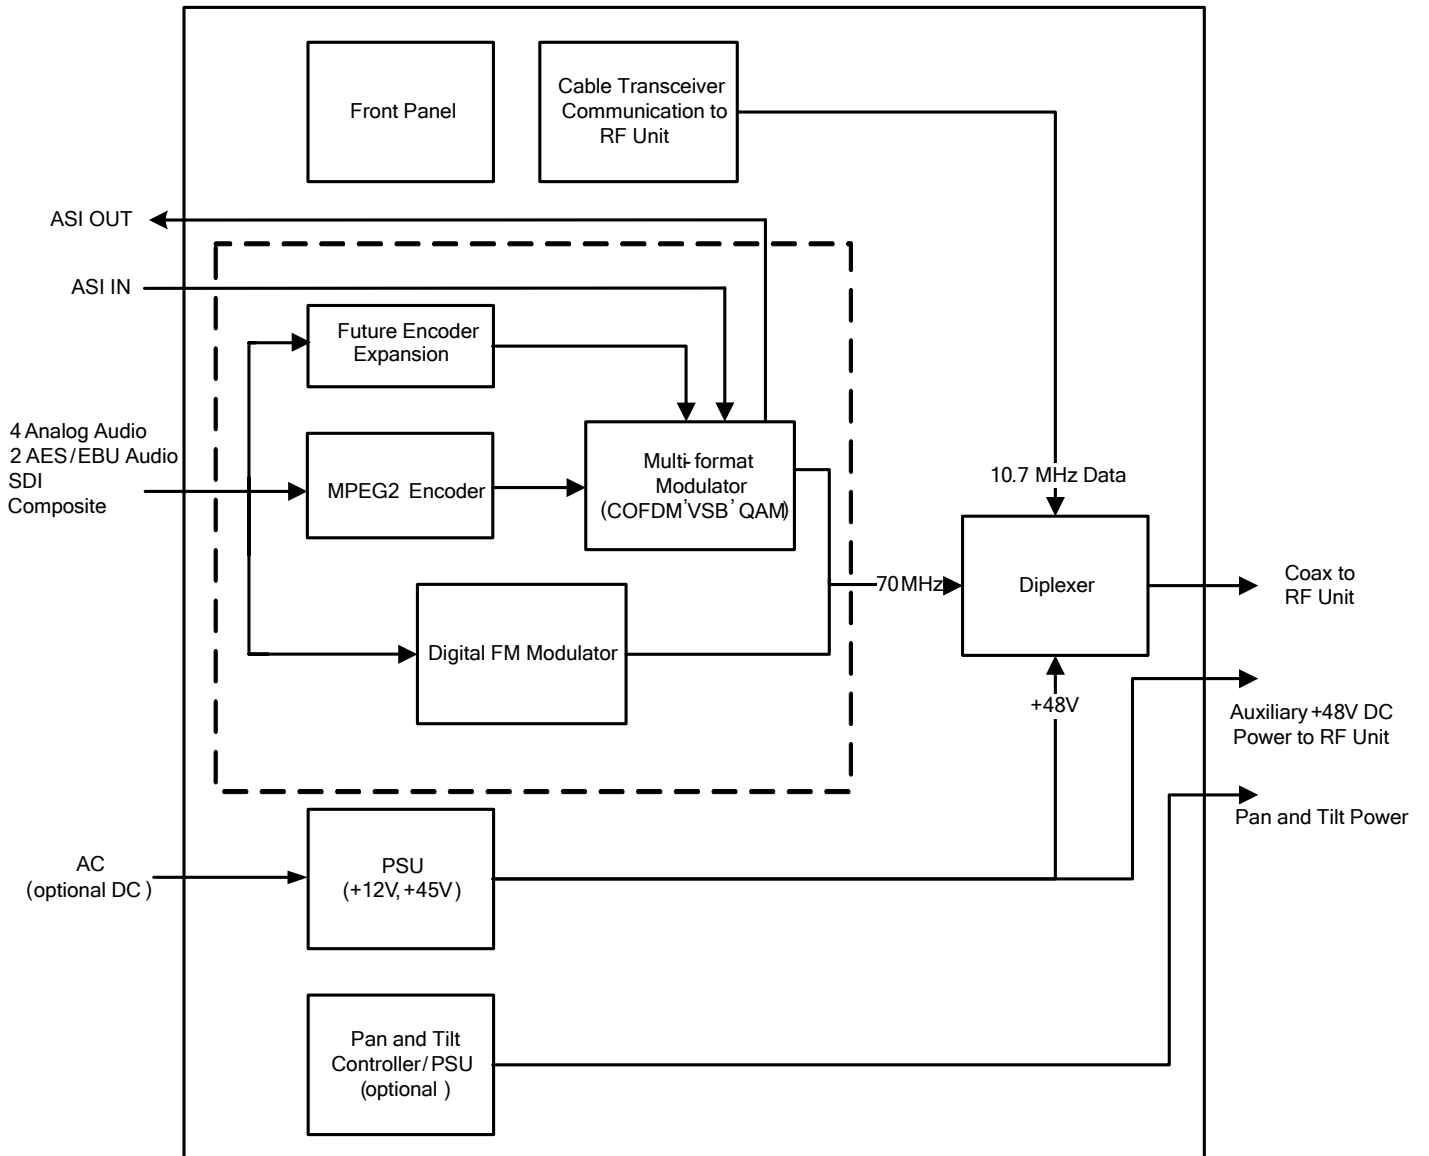 Front Panel
Cable Transceiver
Communication to
RF Unit
ASI OUT
ASI IN
Future Encoder
Expansion
4 Analog Audio
2 AES/EBU Audio
SDI
Composite
MPEG2 Encoder
Multi-format
Modulator
(COFDM'VSB'QAM)
10.7 MHz Data
70MHz
Diplexer
Coax to
RF Unit
Digital FM Modulator
+48V
Auxiliary +48V DC
Power to RF Unit
Pan and Tilt Power
AC
(optional DC)
PSU
(+12V, +45V)
Pan and Tilt
Controller/PSU
(optional)